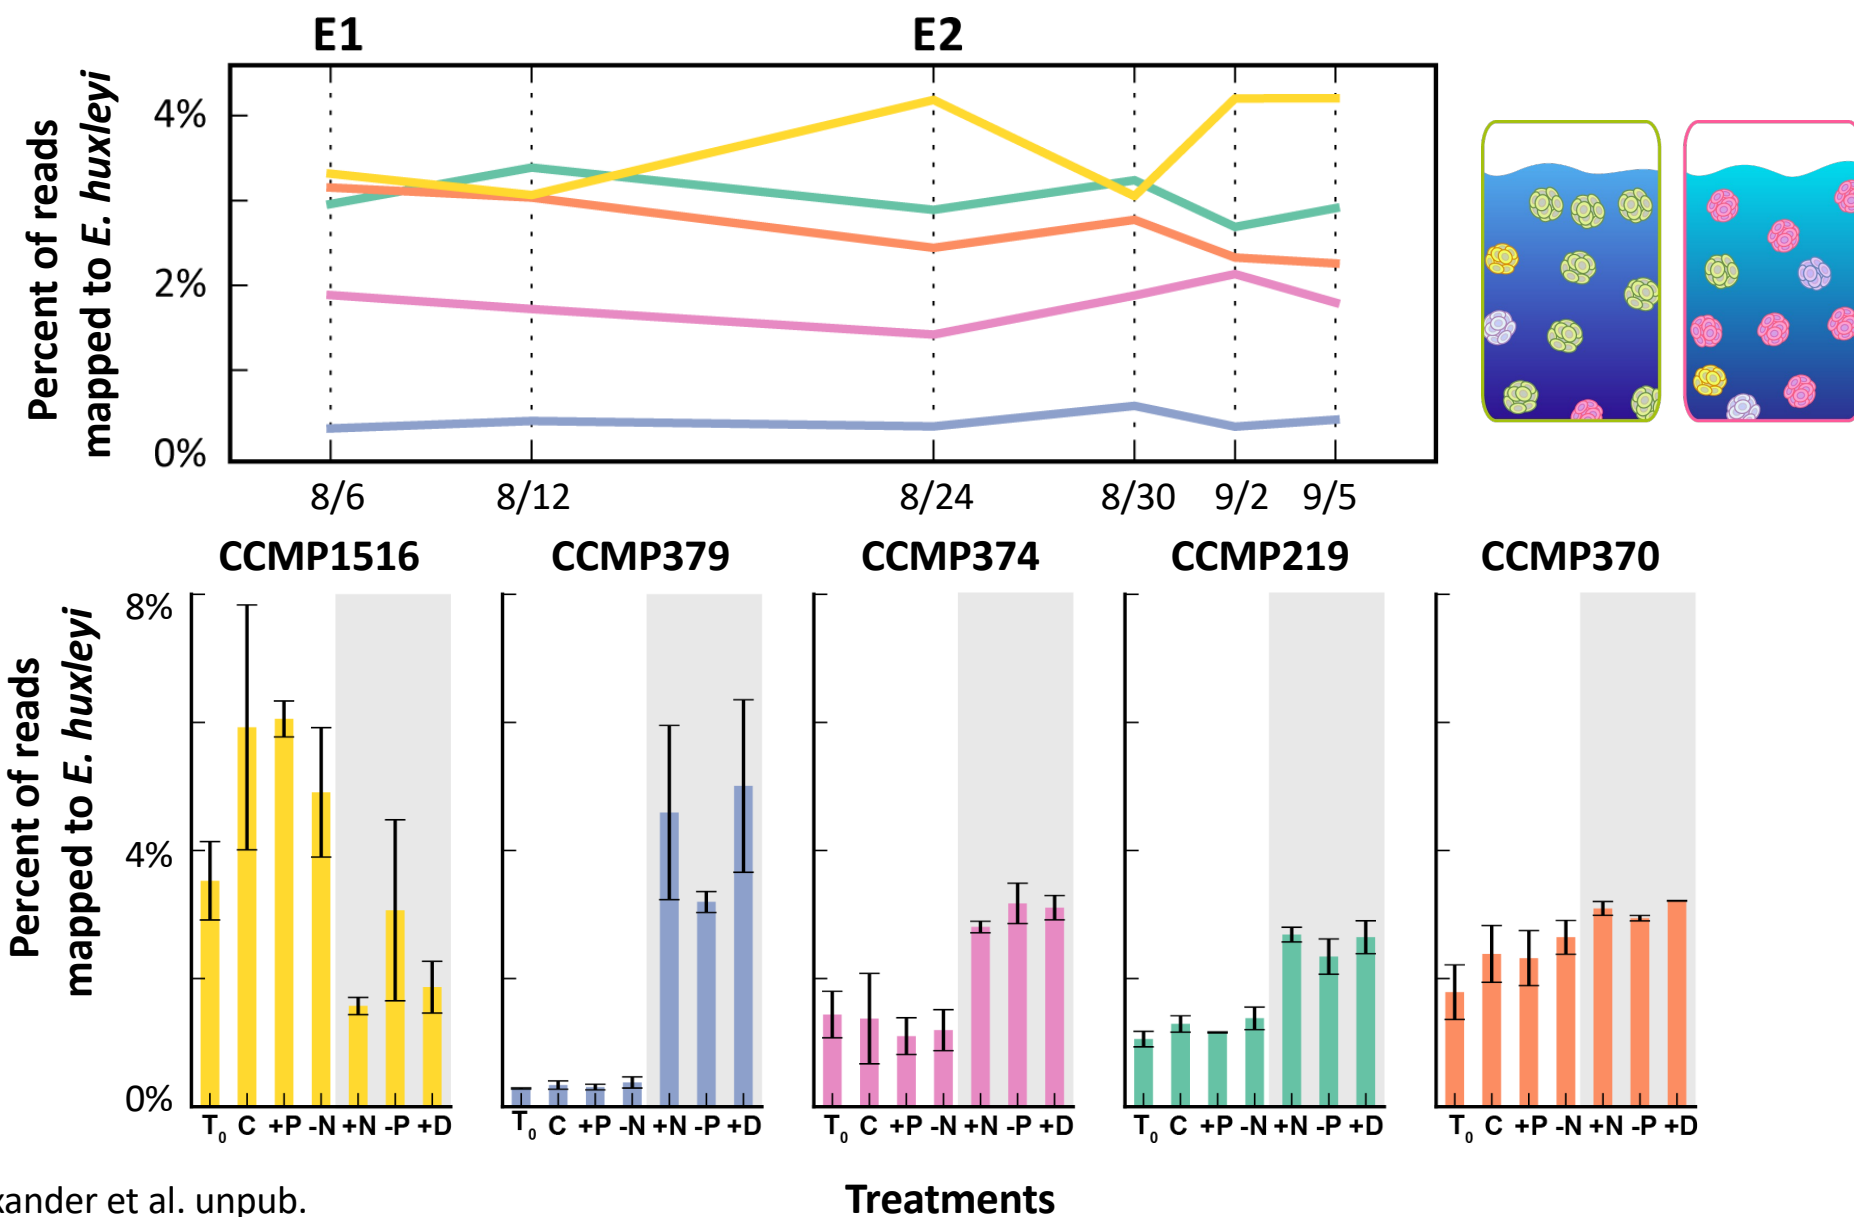 E1 E2
Percent of reads
mapped to E. huxleyi
4%
2%
0%
8/6 8/12 8/24 8/30 9/2 9/5
CCMP1516 CCMP379 CCMP374 CCMP219 CCMP370
Percent of reads
mapped to E. huxleyi
8%
4%
0%
T₀ C +P -N +N -P +D T₀ C +P -N +N -P +D T₀ C +P -N +N -P +D T₀ C +P -N +N -P +D T₀ C +P -N +N -P +D
Treatments
xander et al. unpub.